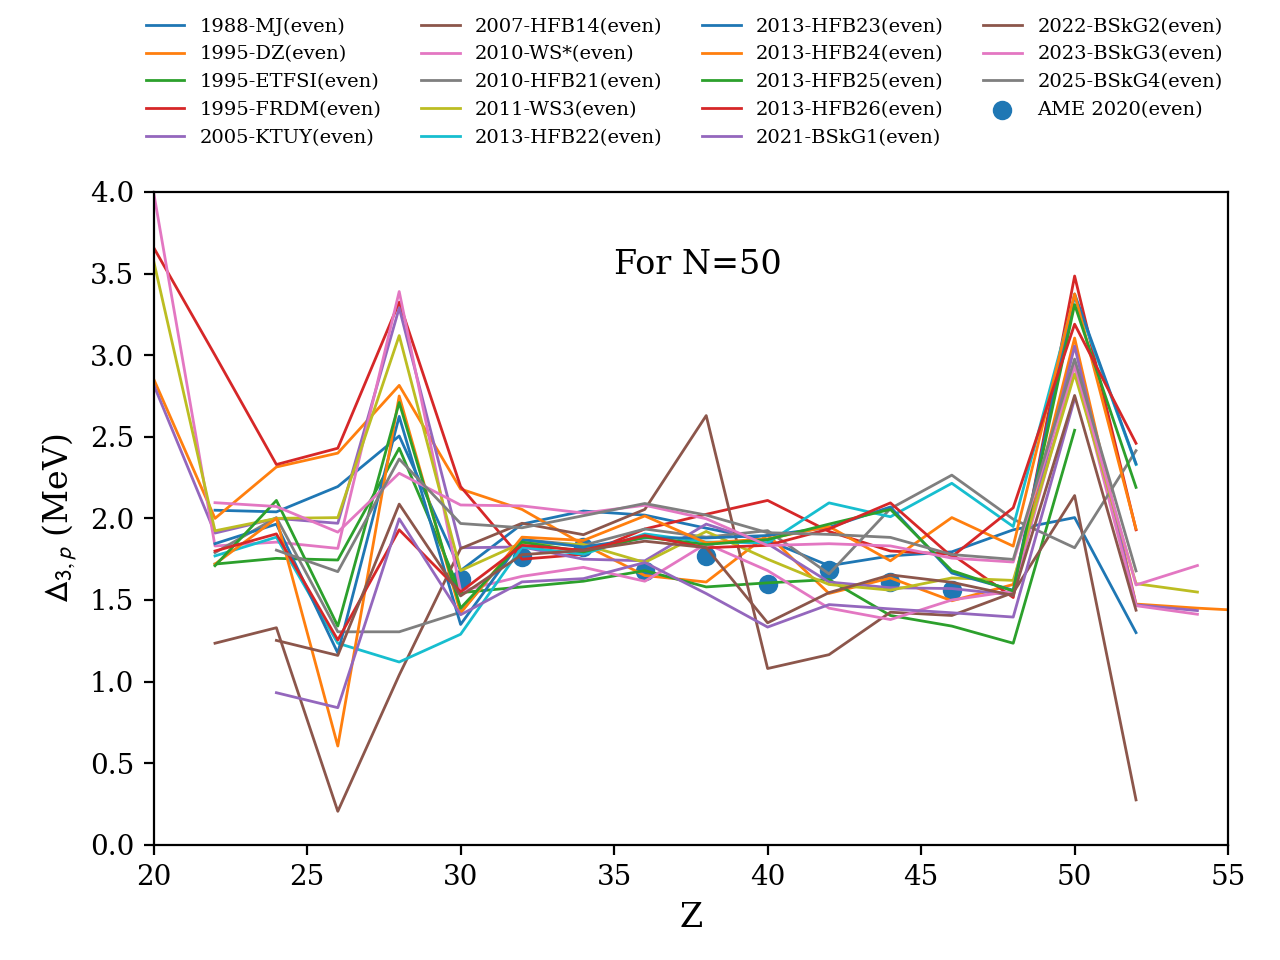 1988-MJ(even)
1995-DZ(even)
1995-ETFSI(even)
1995-FRDM(even)
2005-KTUY(even)
2007-HFB14(even)
2010-WS*(even)
2010-HFB21(even)
2011-WS3(even)
2013-HFB22(even)
2013-HFB23(even)
2013-HFB24(even)
2013-HFB25(even)
2013-HFB26(even)
2021-BSkG1(even)
2022-BSkG2(even)
2023-BSkG3(even)
2025-BSkG4(even)
AME 2020(even)
For N=50
Δ3,p (MeV)
4.0
3.5
3.0
2.5
2.0
1.5
1.0
0.5
0.0
20 25 30 35 40 45 50 55
Z